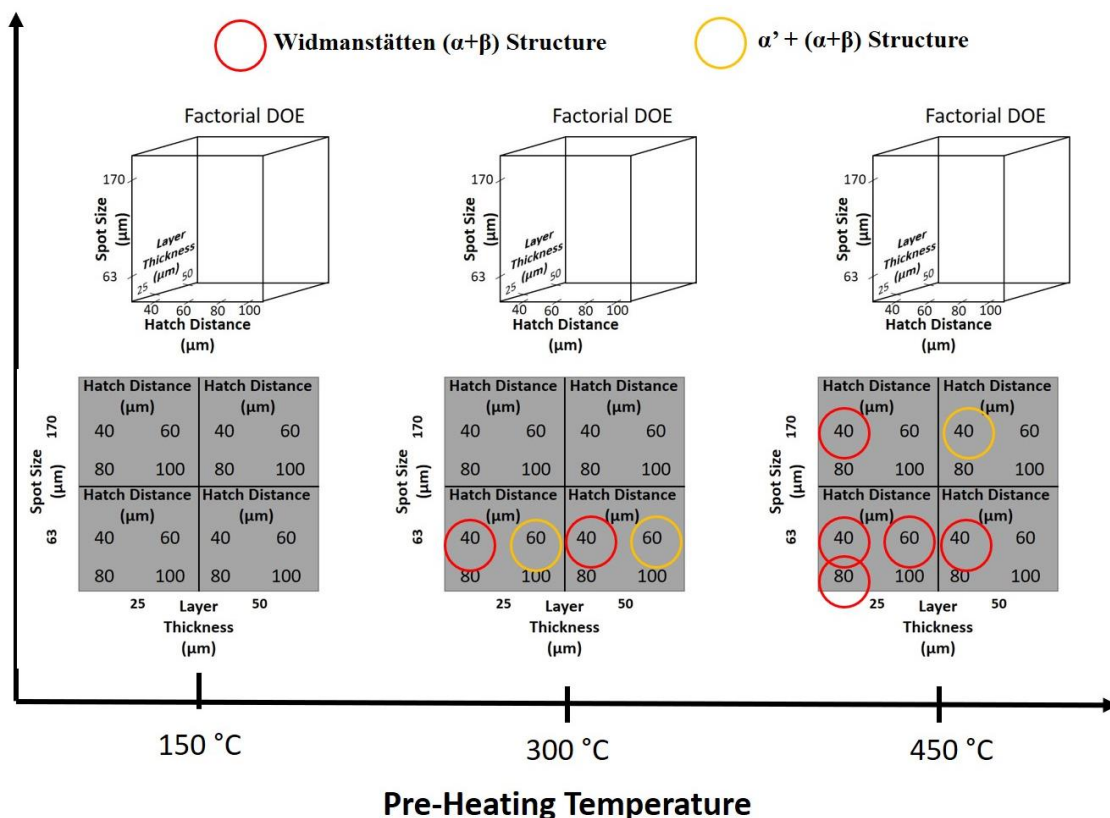 Widmanstätten (α+β) Structure
α’ + (α+β) Structure
Factorial DOE
170
Spot Size
(μm)
63
Layer
Thickness
(μm)
25
50
40 60 80 100
Hatch Distance
(μm)
Factorial DOE
170
Spot Size
(μm)
63
Layer
Thickness
(μm)
25
50
40 60 80 100
Hatch Distance
(μm)
Factorial DOE
170
Spot Size
(μm)
63
Layer
Thickness
(μm)
25
50
40 60 80 100
Hatch Distance
(μm)
Spot Size
(μm)
170
63
Hatch Distance
(μm)
40 60
80 100
Hatch Distance
(μm)
40 60
80 100
Hatch Distance
(μm)
40 60
80 100
Hatch Distance
(μm)
40 60
80 100
25
Layer
Thickness
(μm)
50
Spot Size
(μm)
170
63
Hatch Distance
(μm)
40 60
80 100
Hatch Distance
(μm)
40 60
80 100
Hatch Distance
(μm)
40 60
80 100
Hatch Distance
(μm)
40 60
80 100
25
Layer
Thickness
(μm)
50
Spot Size
(μm)
170
63
Hatch Distance
(μm)
40 60
80 100
Hatch Distance
(μm)
40 60
80 100
Hatch Distance
(μm)
40 60
80 100
Hatch Distance
(μm)
40 60
80 100
25
Layer
Thickness
(μm)
50
150 °C
300 °C
450 °C
Pre-Heating Temperature